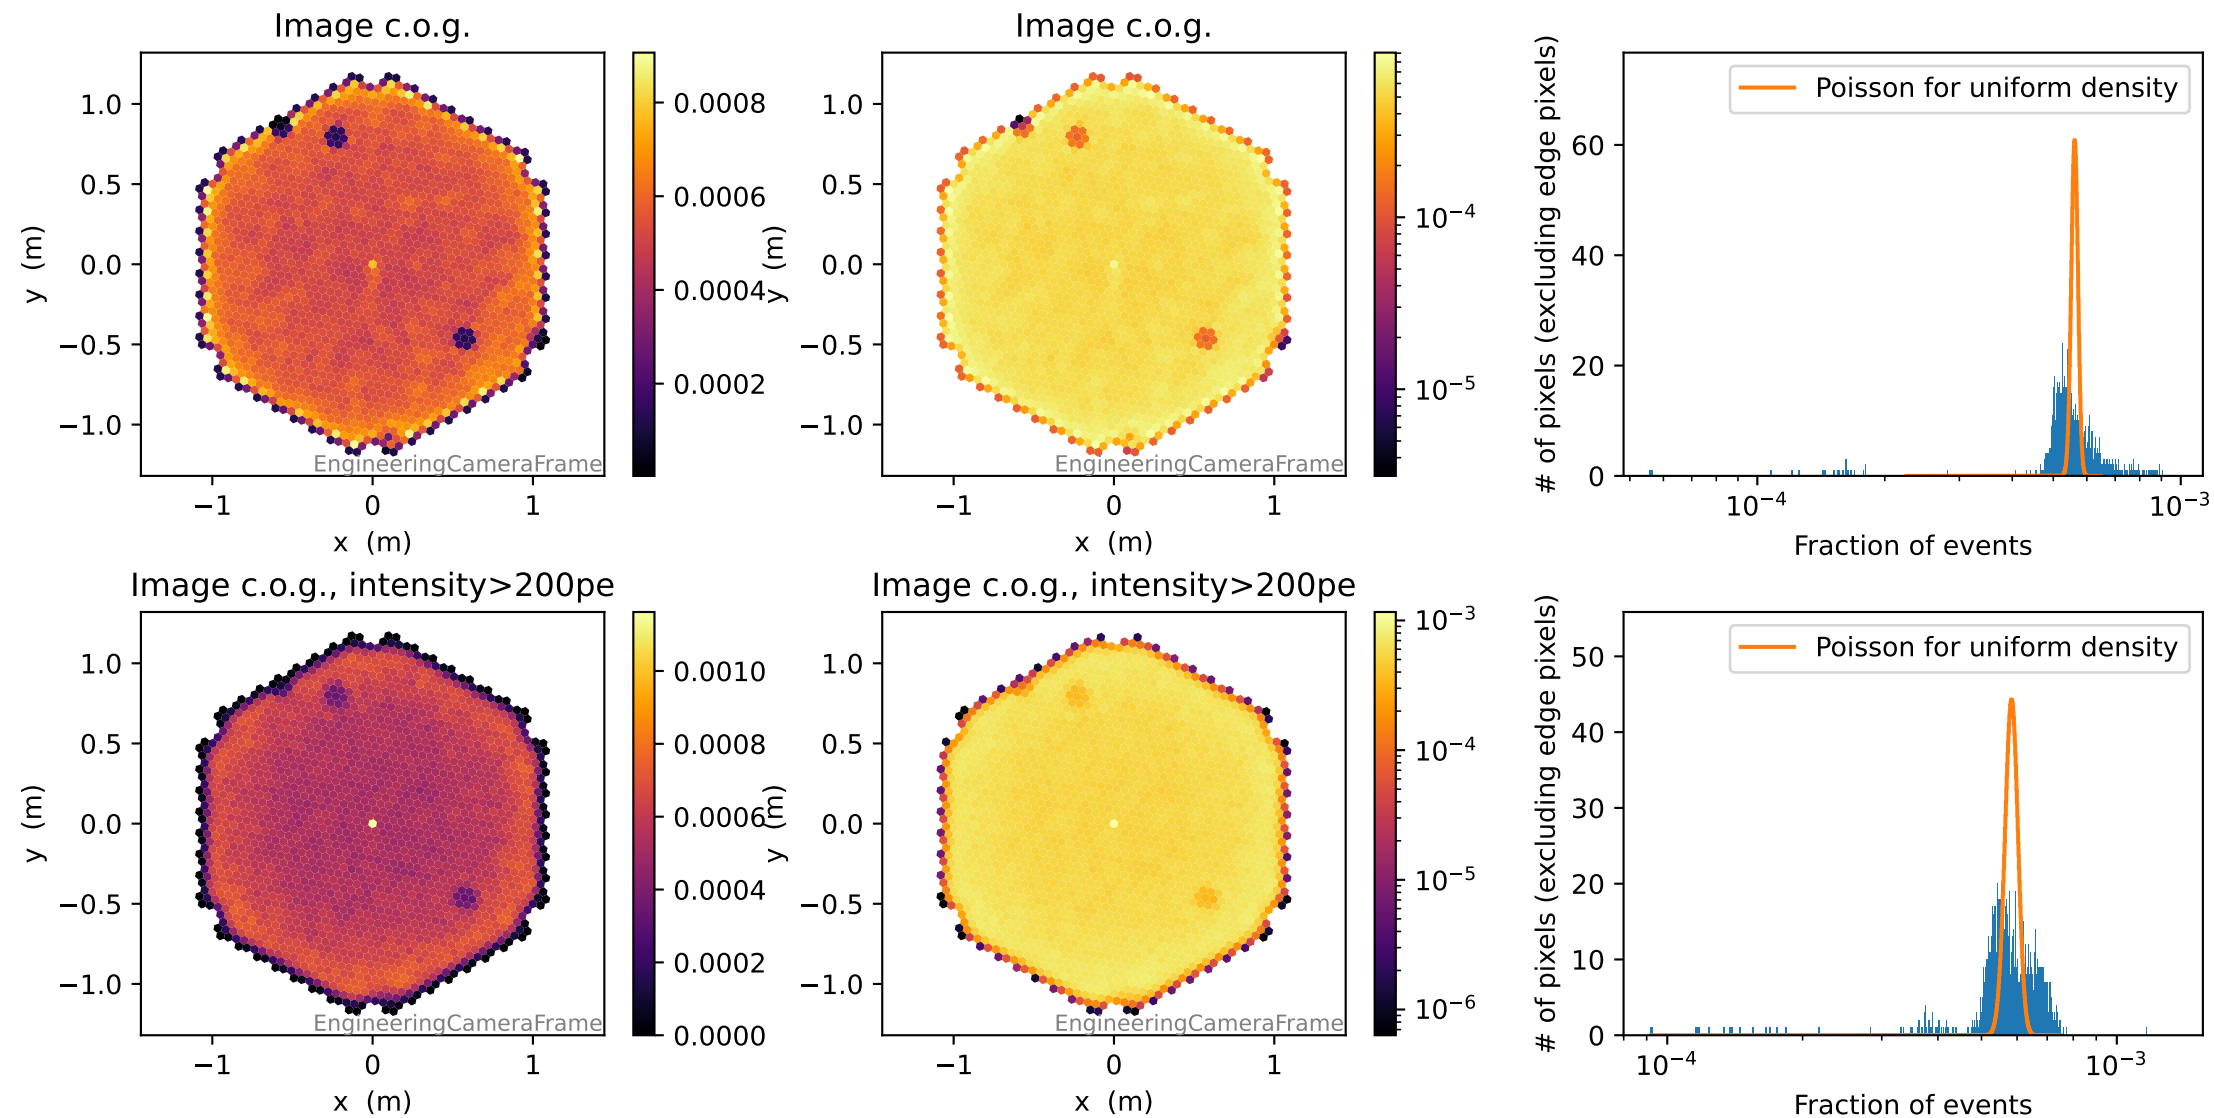 Image c.o.g.
1.0
0.5
0.0
−0.5
−1.0
y (m)
−1
0
1
x (m)
EngineeringCameraFrame
0.0008
0.0006
0.0004
0.0002
Image c.o.g.
1.0
0.5
0.0
−0.5
−1.0
y (m)
−1
0
1
x (m)
EngineeringCameraFrame
10⁻⁴
10⁻⁵
# of pixels (excluding edge pixels)
60
40
20
0
Poisson for uniform density
10⁻⁴
10⁻³
Fraction of events
Image c.o.g., intensity>200pe
1.0
0.5
0.0
−0.5
−1.0
y (m)
−1
0
1
x (m)
EngineeringCameraFrame
0.0010
0.0008
0.0006
0.0004
0.0002
0.0000
Image c.o.g., intensity>200pe
1.0
0.5
0.0
−0.5
−1.0
y (m)
−1
0
1
x (m)
EngineeringCameraFrame
10⁻³
10⁻⁴
10⁻⁵
10⁻⁶
# of pixels (excluding edge pixels)
50
40
30
20
10
0
Poisson for uniform density
10⁻⁴
10⁻³
Fraction of events